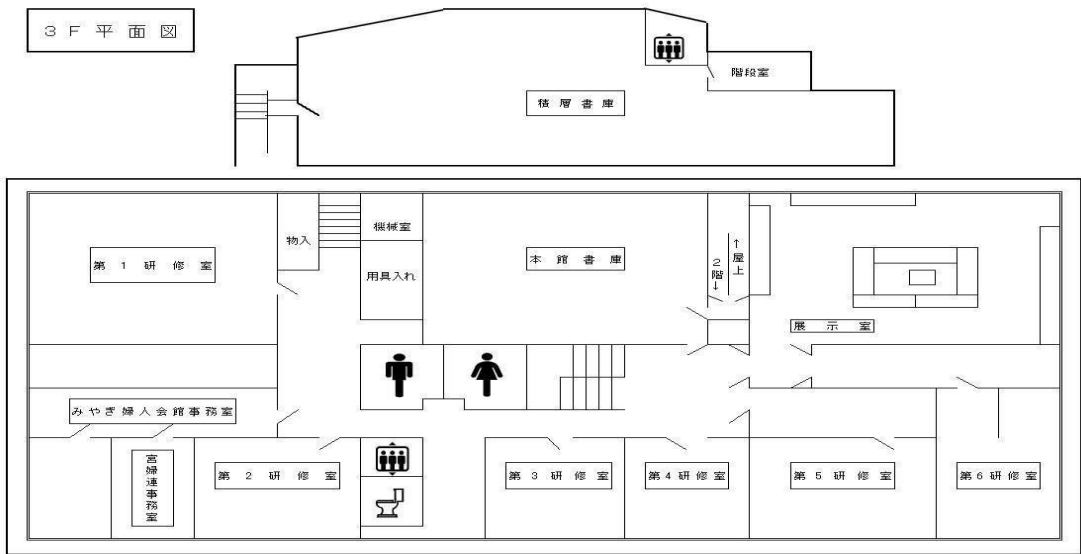 3F平面図
階段室
積層書庫
物入
機械室
用具入れ
第1研修室
本館書庫
2階↓
↑屋上
展示室
みやぎ婦人会館事務室
宮婦連事務室
第2研修室
第3研修室
第4研修室
第5研修室
第6研修室